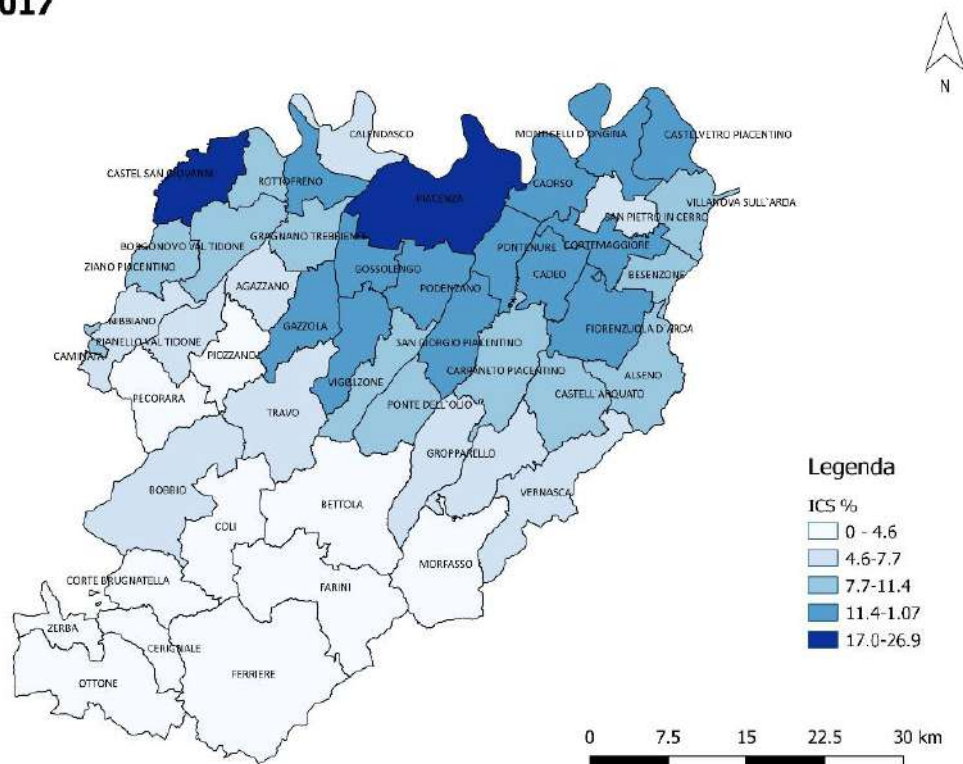 017
N
CALENDASCO
MONTICELLI D'ONGINA
CASTELVETRO PIACENTINO
CASTEL SAN GIOVANNI
ROTTOFRENO
PIACENZA
CAORSO
VILLANOVA SULL'ARDA
SAN PIETRO IN CERRO
BORGONOVO VAL TIDONE
GRAGNANO TREBBIENSE
PONTENURE
CORTEMAGGIORE
ZIANO PIACENTINO
GOSSOLENGO
CADEO
BESENZONE
AGAZZANO
PODENZANO
NIBBIANO
GAZZOLA
FIORENZUOLA D'ARDA
PIANELLO VAL TIDONE
SAN GIORGIO PIACENTINO
CAMINATA
PIOZZANO
CARPANETO PIACENTINO
ALSENO
VIGOLZONE
PECORARA
CASTELL'ARQUATO
TRAVO
PONTE DELL'OLIO
GROPPARELLO
BOBBIO
VERNASCA
BETTOLA
COLI
MORFASSO
CORTE BRUGNATELLA
FARINI
ZERBA
CERIGNALE
FERRIERE
OTTONE
Legenda
ICS %
0 - 4.6
4.6-7.7
7.7-11.4
11.4-1.07
17.0-26.9
0 7.5 15 22.5 30 km